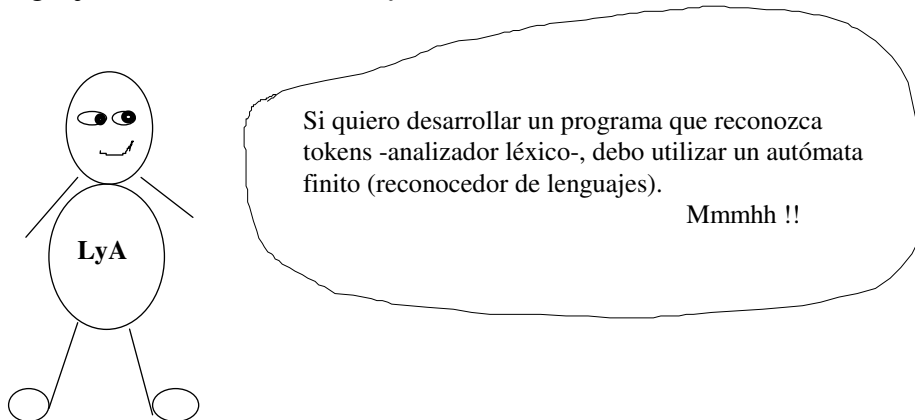 Si quiero desarrollar un programa que reconozca
tokens -analizador léxico-, debo utilizar un autómata
finito (reconocedor de lenguajes).
Mmmhh !!
LyA